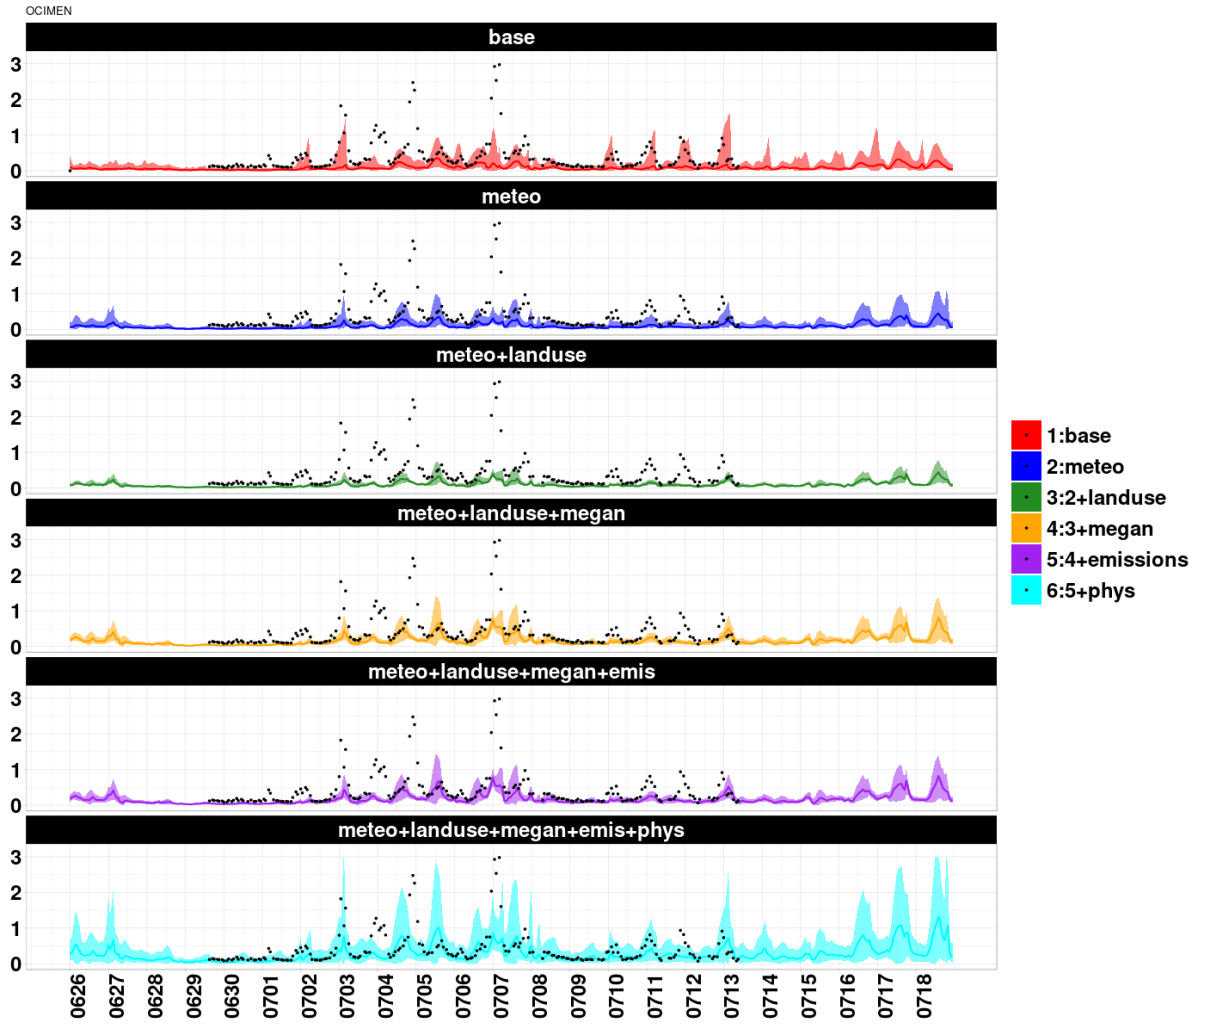 OCIMEN
base
3
2
1
0
meteo
3
2
1
0
meteo+landuse
3
2
1
0
meteo+landuse+megan
3
2
1
0
meteo+landuse+megan+emis
3
2
1
0
meteo+landuse+megan+emis+phys
3
2
1
0
0626 0627 0628 0629 0630 0701 0702 0703 0704 0705 0706 0707 0708 0709 0710 0711 0712 0713 0714 0715 0716 0717 0718
1:base
2:meteo
3:2+landuse
4:3+megan
5:4+emissions
6:5+phys